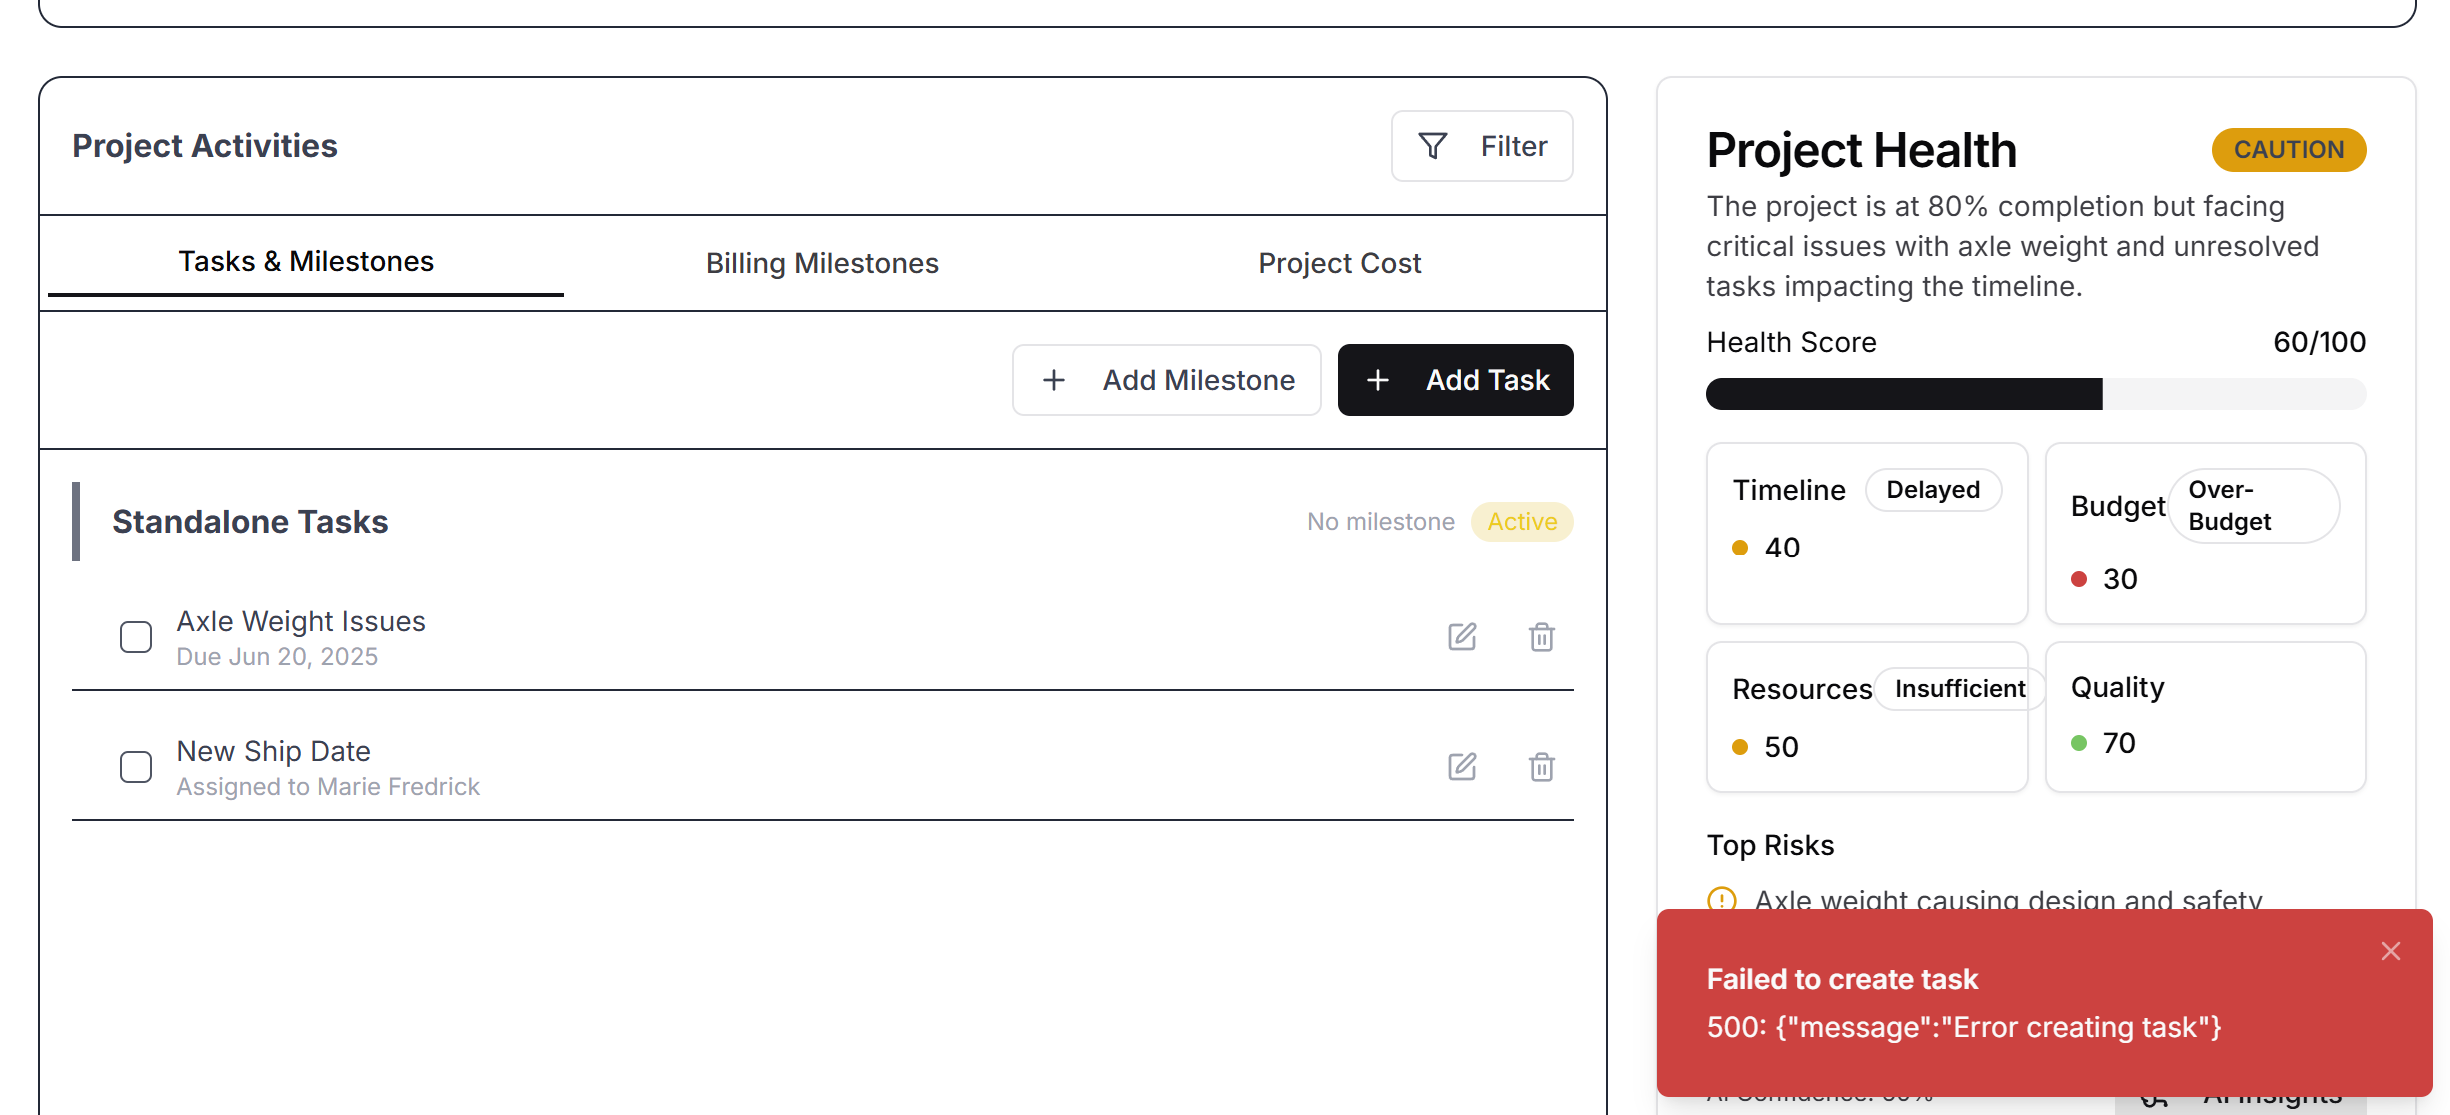 Project Activities
Filter
Tasks & Milestones
Billing Milestones
Project Cost
Add Milestone
Add Task
Standalone Tasks
No milestone
Active
Axle Weight Issues
Due Jun 20, 2025
New Ship Date
Assigned to Marie Fredrick
Project Health
CAUTION
The project is at 80% completion but facing
critical issues with axle weight and unresolved
tasks impacting the timeline.
Health Score
60/100
Timeline
Delayed
40
Budget
Over-
Budget
30
Resources
Insufficient
50
Quality
70
Top Risks
Axle weight causing design and safety
Failed to create task
500: {"message":"Error creating task"}
AI Insights